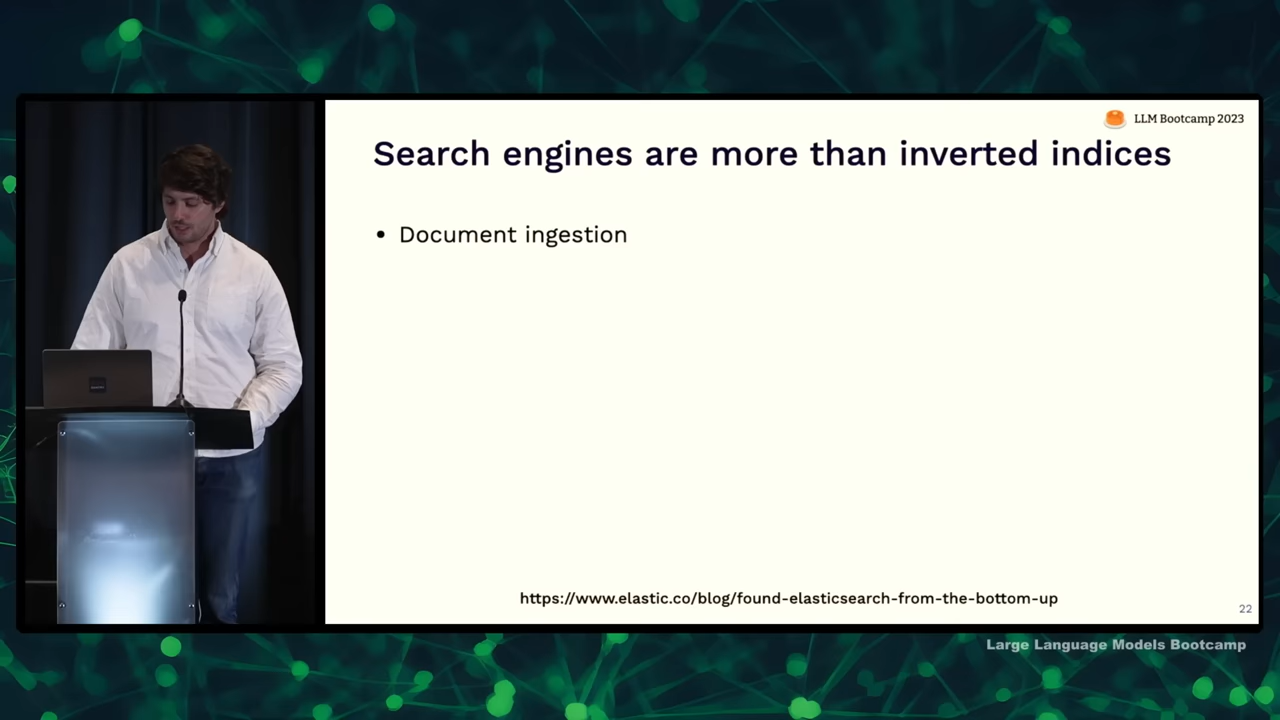 LLM Bootcamp 2023
Search engines are more than inverted indices
• Document ingestion
https://www.elastic.co/blog/found-elasticsearch-from-the-bottom-up
22
Large Language Models Bootcamp